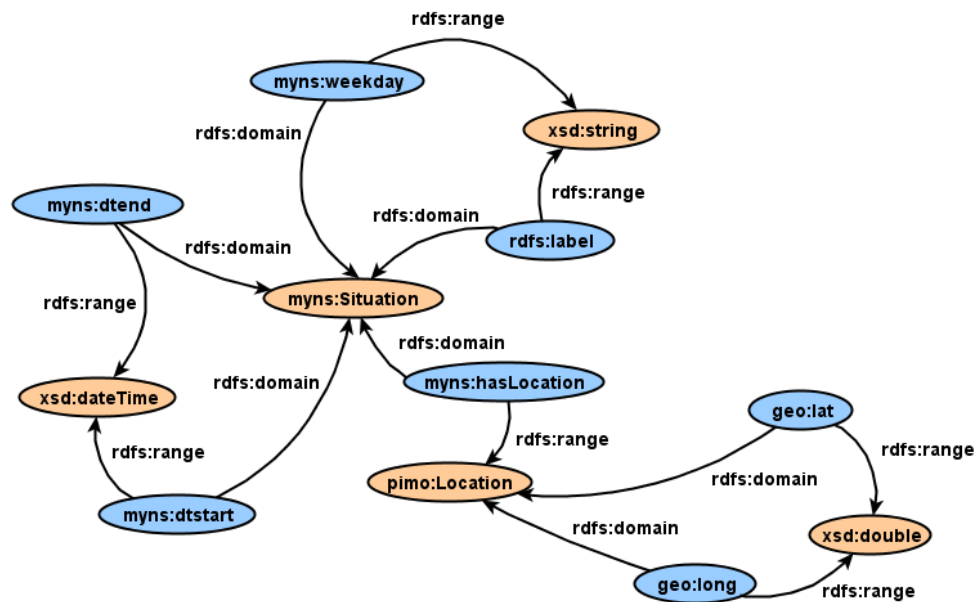 rdfs:range
myns:weekday
xsd:string
rdfs:domain
rdfs:range
myns:dtend
rdfs:domain
rdfs:label
rdfs:domain
myns:Situation
rdfs:range
rdfs:domain
rdfs:domain
myns:hasLocation
xsd:dateTime
geo:lat
rdfs:range
rdfs:range
rdfs:range
pimo:Location
rdfs:domain
myns:dtstart
rdfs:domain
xsd:double
geo:long
rdfs:range